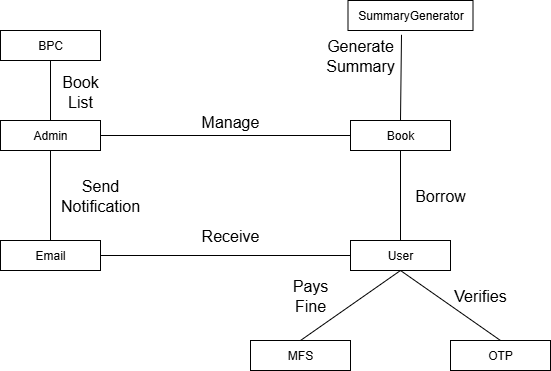 SummaryGenerator
BPC
Generate
Summary
Book
List
Manage
Admin
Book
Send
Notification
Borrow
Receive
Email
User
Pays
Fine
Verifies
MFS
OTP